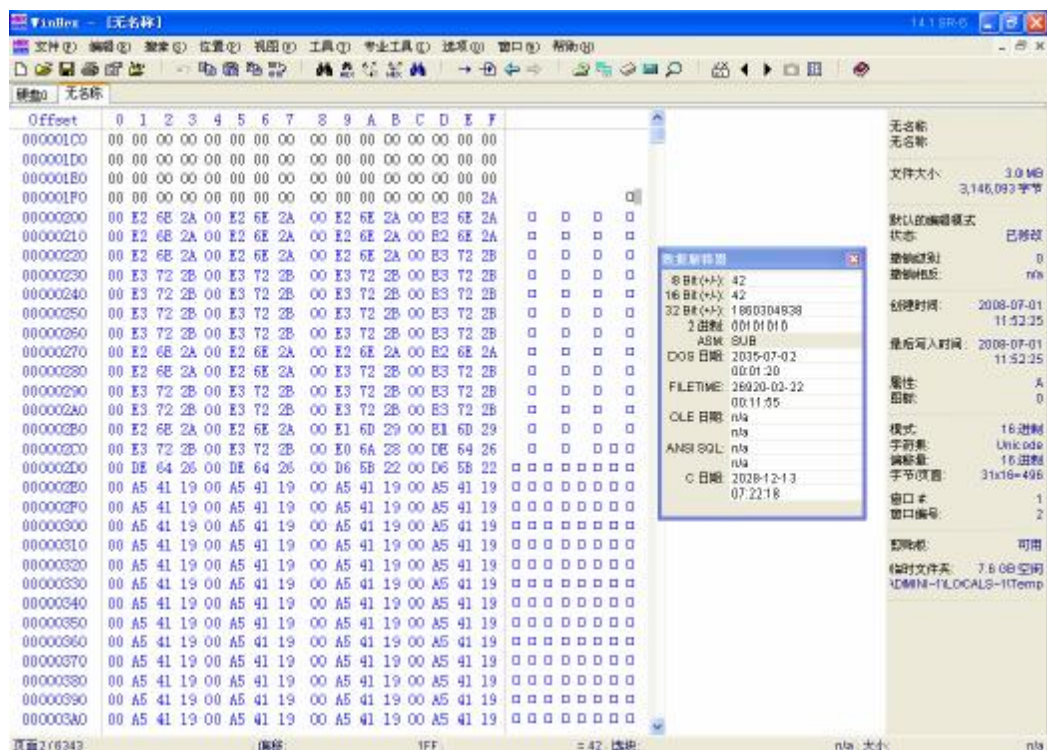 WinHex - [无名称] 14.1 SR-6
文件(F) 编辑(E) 搜索(S) 位置(P) 视图(V) 工具(T) 专业工具(I) 选项(O) 窗口(W) 帮助(H)
硬盘0 无名称
Offset 0 1 2 3 4 5 6 7 8 9 A B C D E F
000001C0 00 00 00 00 00 00 00 00 00 00 00 00 00 00 00 00
000001D0 00 00 00 00 00 00 00 00 00 00 00 00 00 00 00 00
000001E0 00 00 00 00 00 00 00 00 00 00 00 00 00 00 00 00
000001F0 00 00 00 00 00 00 00 00 00 00 00 00 00 00 00 2A
00000200 00 E2 6E 2A 00 E2 6E 2A 00 E2 6E 2A 00 E2 6E 2A
00000210 00 E2 6E 2A 00 E2 6E 2A 00 E2 6E 2A 00 E2 6E 2A
00000220 00 E2 6E 2A 00 E2 6E 2A 00 E2 6E 2A 00 E3 72 2B
00000230 00 E3 72 2B 00 E3 72 2B 00 E3 72 2B 00 E3 72 2B
00000240 00 E3 72 2B 00 E3 72 2B 00 E3 72 2B 00 E3 72 2B
00000250 00 E3 72 2B 00 E3 72 2B 00 E3 72 2B 00 E3 72 2B
00000260 00 E3 72 2B 00 E3 72 2B 00 E3 72 2B 00 E3 72 2B
00000270 00 E2 6E 2A 00 E2 6E 2A 00 E2 6E 2A 00 E2 6E 2A
00000280 00 E2 6E 2A 00 E2 6E 2A 00 E3 72 2B 00 E3 72 2B
00000290 00 E3 72 2B 00 E3 72 2B 00 E3 72 2B 00 E3 72 2B
000002A0 00 E3 72 2B 00 E3 72 2B 00 E3 72 2B 00 E3 72 2B
000002B0 00 E2 6E 2A 00 E2 6E 2A 00 E1 6D 29 00 E1 6D 29
000002C0 00 E3 72 2B 00 E3 72 2B 00 E0 6A 28 00 DE 64 26
000002D0 00 DE 64 26 00 DE 64 26 00 D6 5B 22 00 D6 5B 22
000002E0 00 A5 41 19 00 A5 41 19 00 A5 41 19 00 A5 41 19
000002F0 00 A5 41 19 00 A5 41 19 00 A5 41 19 00 A5 41 19
00000300 00 A5 41 19 00 A5 41 19 00 A5 41 19 00 A5 41 19
00000310 00 A5 41 19 00 A5 41 19 00 A5 41 19 00 A5 41 19
00000320 00 A5 41 19 00 A5 41 19 00 A5 41 19 00 A5 41 19
00000330 00 A5 41 19 00 A5 41 19 00 A5 41 19 00 A5 41 19
00000340 00 A5 41 19 00 A5 41 19 00 A5 41 19 00 A5 41 19
00000350 00 A5 41 19 00 A5 41 19 00 A5 41 19 00 A5 41 19
00000360 00 A5 41 19 00 A5 41 19 00 A5 41 19 00 A5 41 19
00000370 00 A5 41 19 00 A5 41 19 00 A5 41 19 00 A5 41 19
00000380 00 A5 41 19 00 A5 41 19 00 A5 41 19 00 A5 41 19
00000390 00 A5 41 19 00 A5 41 19 00 A5 41 19 00 A5 41 19
000003A0 00 A5 41 19 00 A5 41 19 00 A5 41 19 00 A5 41 19
数据解释器
8 Bit (+/-): 42
16 Bit (+/-): 42
32 Bit (+/-): 1860304938
2 进制: 00101010
ASM: SUB
DOS 日期: 2035-07-02
00:01:20
FILETIME: 26920-02-22
00:11:55
OLE 日期: n/a
n/a
ANSI SQL: n/a
n/a
C 日期: 2028-12-13
07:22:18
无名称
无名称
文件大小: 3.0 MB
3,146,093 字节
默认的编辑模式
状态: 已修改
撤销级别: 0
撤销相反: n/a
创建时间: 2008-07-01
11:52:25
最后写入时间: 2008-07-01
11:52:25
属性: A
图标: 0
模式: 16 进制
字符集: Unicode
偏移量: 16 进制
字节/页面: 31x16=496
窗口 #: 1
窗口编号: 2
剪贴板: 可用
临时文件夹: 7.6 GB 空闲
\ADMINI~1\LOCALS~1\Temp
页面 2 / 6343 偏移: 1FF = 42 选块: n/a 大小: n/a